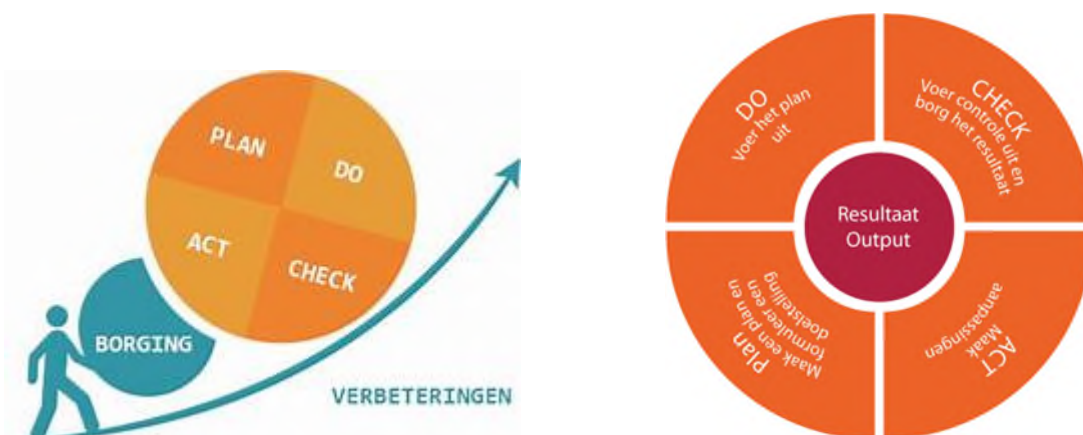 PLAN
DO
ACT
CHECK
BORGING
VERBETERINGEN
DO
Voer het plan
uit
CHECK
Voer controle uit en
borg het resultaat
Resultaat
Output
Plan
Maak een plan en
formuleer een
doelstelling
ACT
Maak
aanpassingen